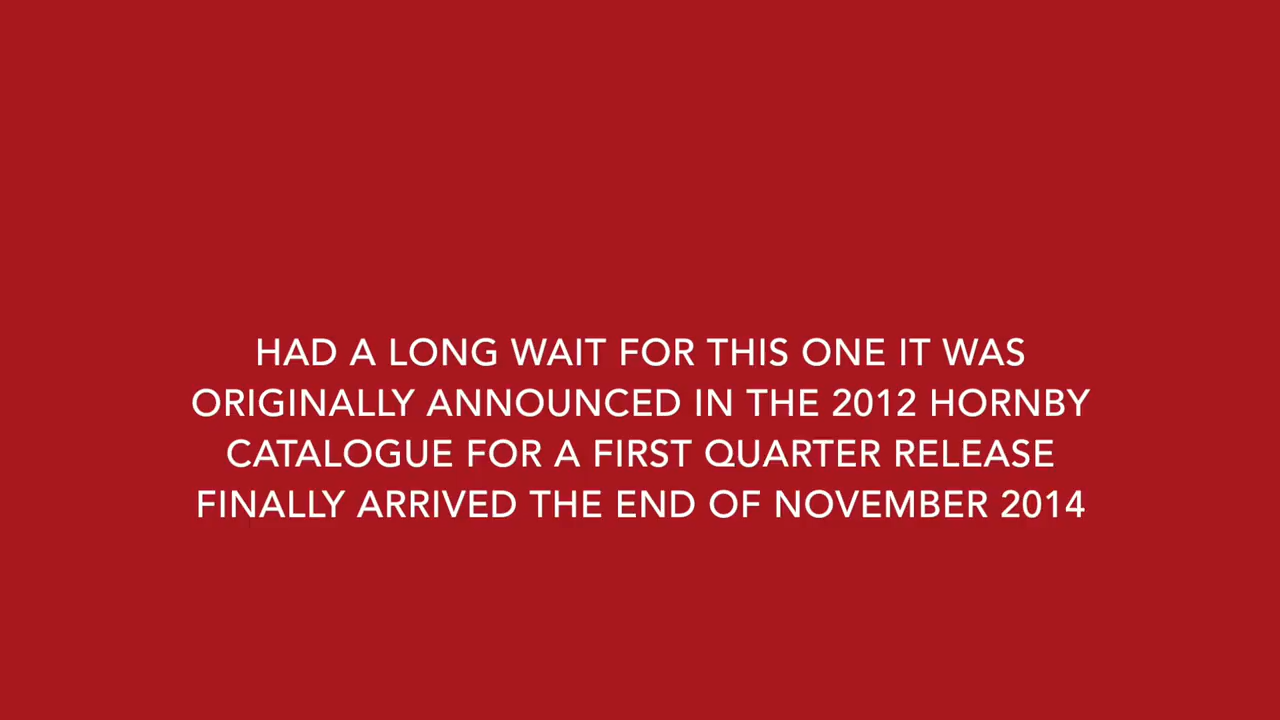 HAD A LONG WAIT FOR THIS ONE IT WAS
ORIGINALLY ANNOUNCED IN THE 2012 HORNBY
CATALOGUE FOR A FIRST QUARTER RELEASE
FINALLY ARRIVED THE END OF NOVEMBER 2014